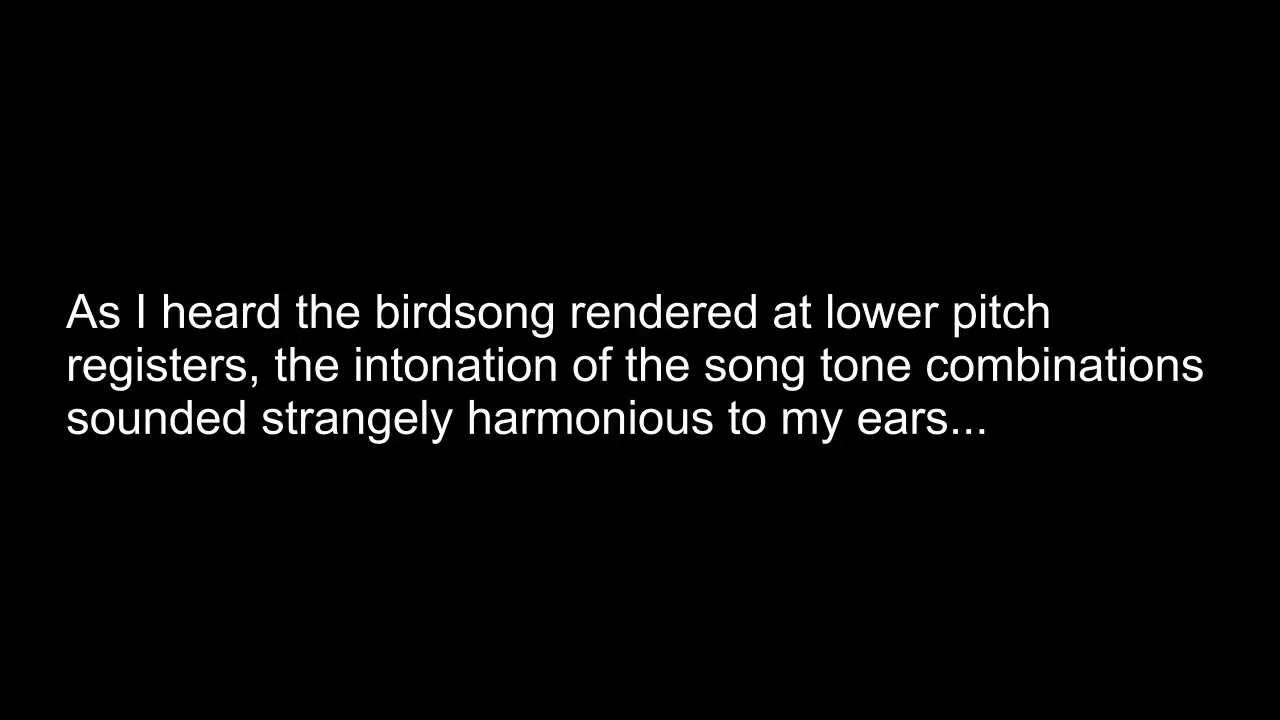 As I heard the birdsong rendered at lower pitch
registers, the intonation of the song tone combinations
sounded strangely harmonious to my ears...